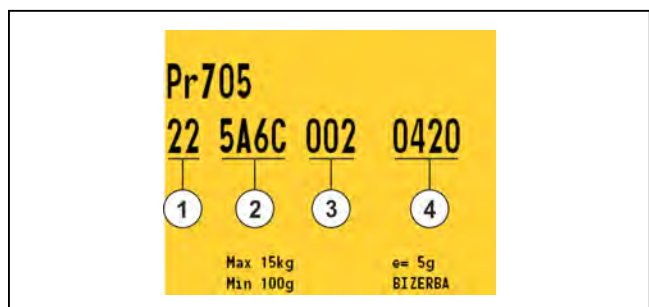 Pr705
22 5A6C 002 0420
1 2 3 4
Max 15kg e= 5g
Min 100g BIZERBA